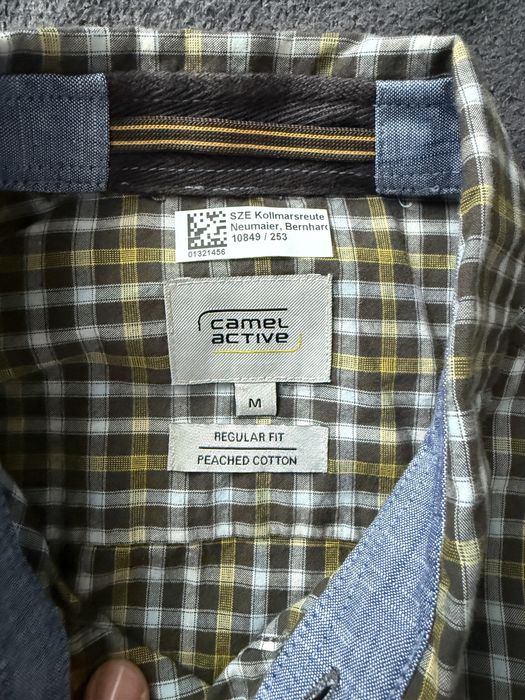 SZE Kollmarsreute
Neumaier, Bernhard
10849 / 253
01321456
camel
active
M
REGULAR FIT
PEACHED COTTON